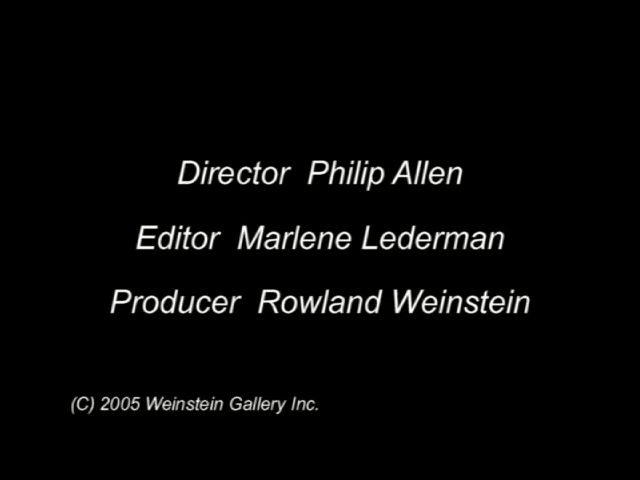 Director  Philip Allen
Editor  Marlene Lederman
Producer  Rowland Weinstein
(C) 2005 Weinstein Gallery Inc.